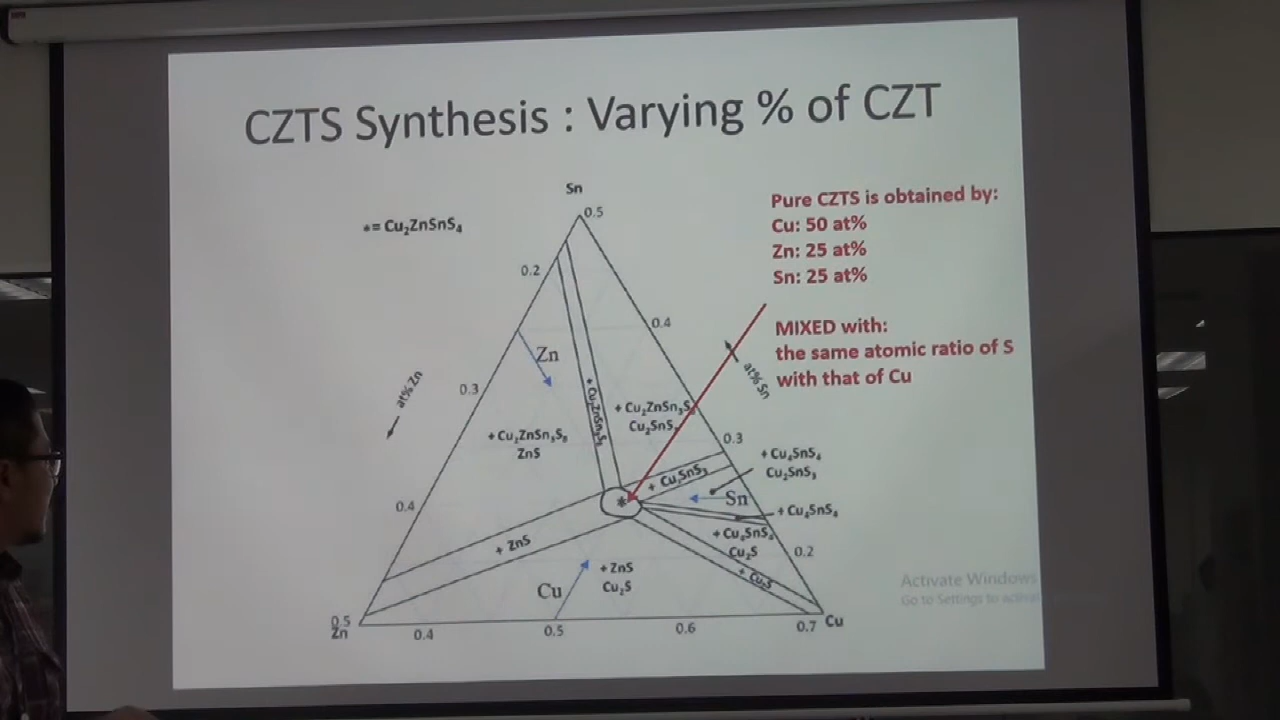 CZTS Synthesis : Varying % of CZT
Sn
0.5
*= Cu₂ZnSnS₄
0.2
Pure CZTS is obtained by:
Cu: 50 at%
Zn: 25 at%
Sn: 25 at%
0.4
MIXED with:
the same atomic ratio of S
with that of Cu
Zn
at% Zn
at% Sn
0.3
+ Cu₂ZnSn₃S₈
+ Cu₂ZnSn₃S₈
Cu₂SnS₃
+ Cu₂ZnSn₃S₈
ZnS
0.3
+ Cu₄SnS₄
Cu₂SnS₃
+ Cu₂SnS₃
*
Sn
0.4
+ Cu₄SnS₄
+ ZnS
+ Cu₄SnS₄
Cu₂S
0.2
+ Cu₂S
Cu
+ ZnS
Cu₂S
Activate Windows
Go to Settings to
0.5
Zn
0.4
0.5
0.6
0.7
Cu